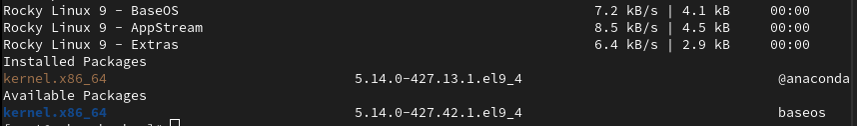 Rocky Linux 9 - BaseOS 7.2 kB/s | 4.1 kB 00:00
Rocky Linux 9 - AppStream 8.5 kB/s | 4.5 kB 00:00
Rocky Linux 9 - Extras 6.4 kB/s | 2.9 kB 00:00
Installed Packages
kernel.x86_64 5.14.0-427.13.1.el9_4 @anaconda
Available Packages
kernel.x86_64 5.14.0-427.42.1.el9_4 baseos